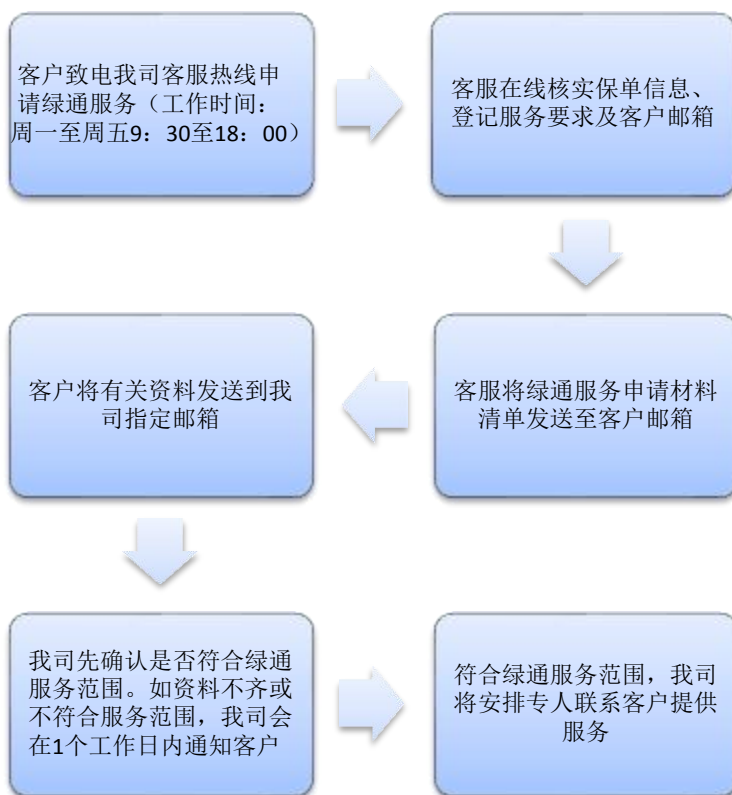 客户致电我司客服热线申
请绿通服务（工作时间：
周一至周五9：30至18：00）
客服在线核实保单信息、
登记服务要求及客户邮箱
客服将绿通服务申请材料
清单发送至客户邮箱
客户将有关资料发送到我
司指定邮箱
我司先确认是否符合绿通
服务范围。如资料不齐或
不符合服务范围，我司会
在1个工作日内通知客户
符合绿通服务范围，我司
将安排专人联系客户提供
服务